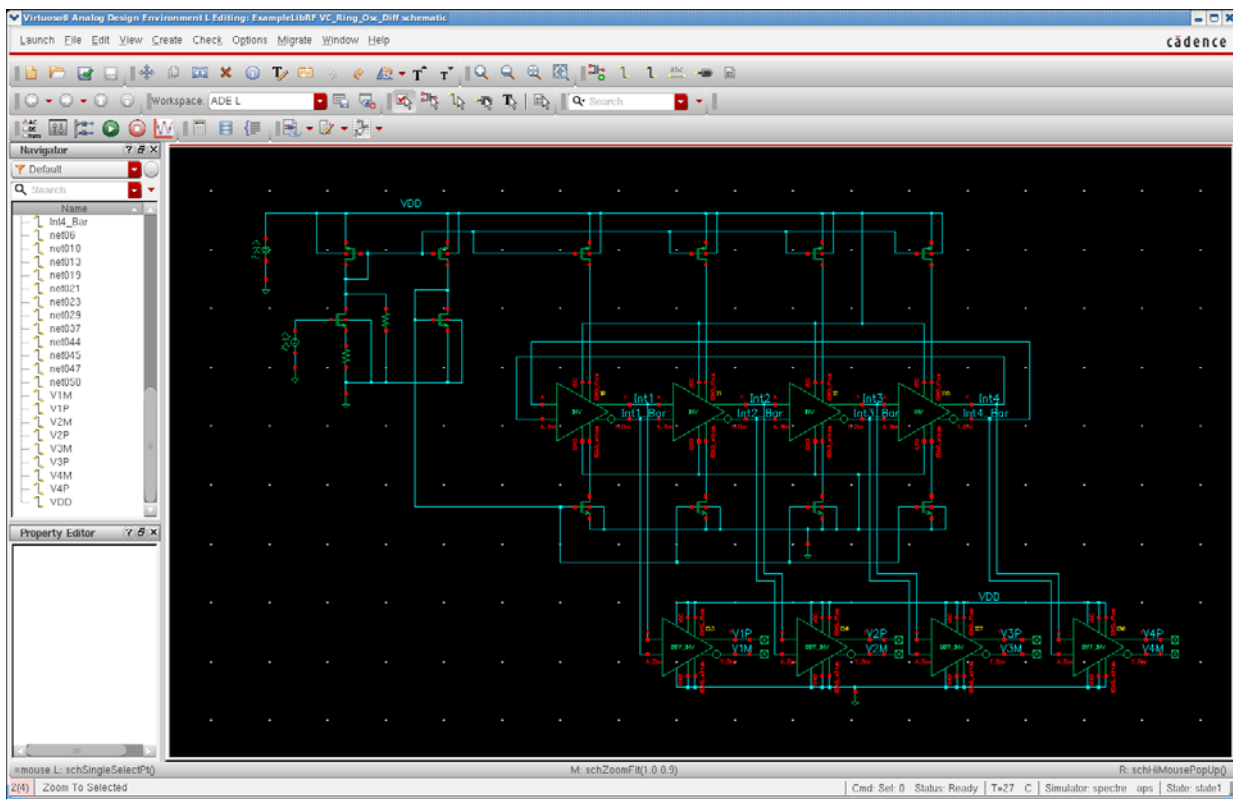 Virtuoso® Analog Design Environment L Editing: ExampleLibRF VC_Ring_Osc_Diff schematic
Launch File Edit View Create Check Options Migrate Window Help
cādence
Workspace: ADE L
Search
Navigator
Default
Search
Name
Int4_Bar
net06
net010
net013
net019
net021
net023
net029
net037
net044
net045
net047
net050
V1M
V1P
V2M
V2P
V3M
V3P
V4M
V4P
VDD
Property Editor
VDD
Int1 Int2 Int3 Int4
Int1_Bar Int2_Bar Int3_Bar Int4_Bar
INV INV INV INV
VDD
V1P V2P V3P V4P
V1M V2M V3M V4M
mouse L: schSingleSelectPt() M: schZoomFit(1.0 0.9) R: schHiMousePopUp()
2(4) Zoom To Selected Cmd: Sel: 0 Status: Ready T=27 C Simulator: spectre aps State: state1